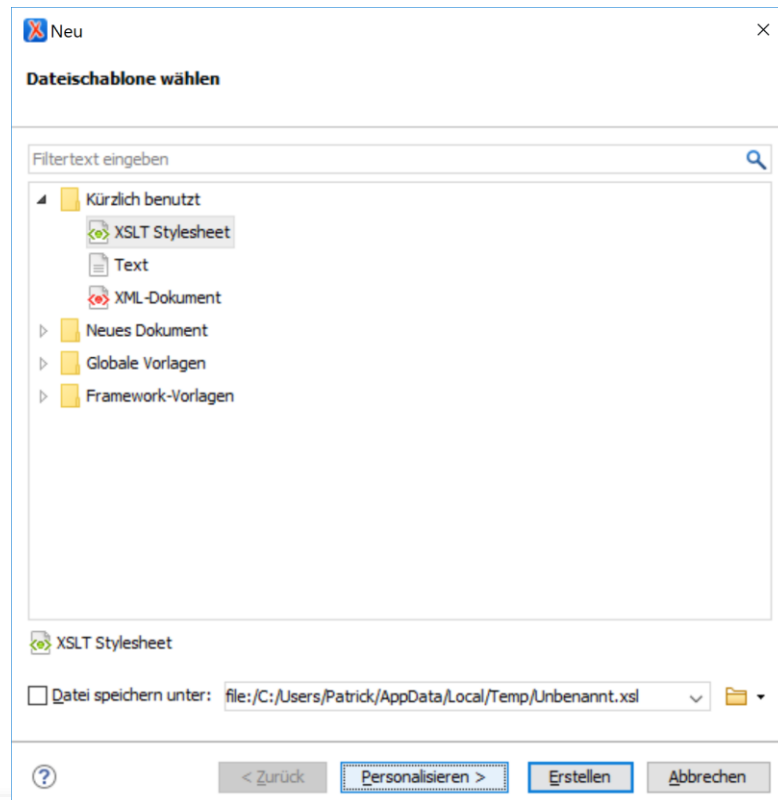 Neu
Dateischablone wählen
Filtertext eingeben
Kürzlich benutzt
XSLT Stylesheet
Text
XML-Dokument
Neues Dokument
Globale Vorlagen
Framework-Vorlagen
XSLT Stylesheet
Datei speichern unter: file:/C:/Users/Patrick/AppData/Local/Temp/Unbenannt.xsl
? < Zurück Personalisieren > Erstellen Abbrechen